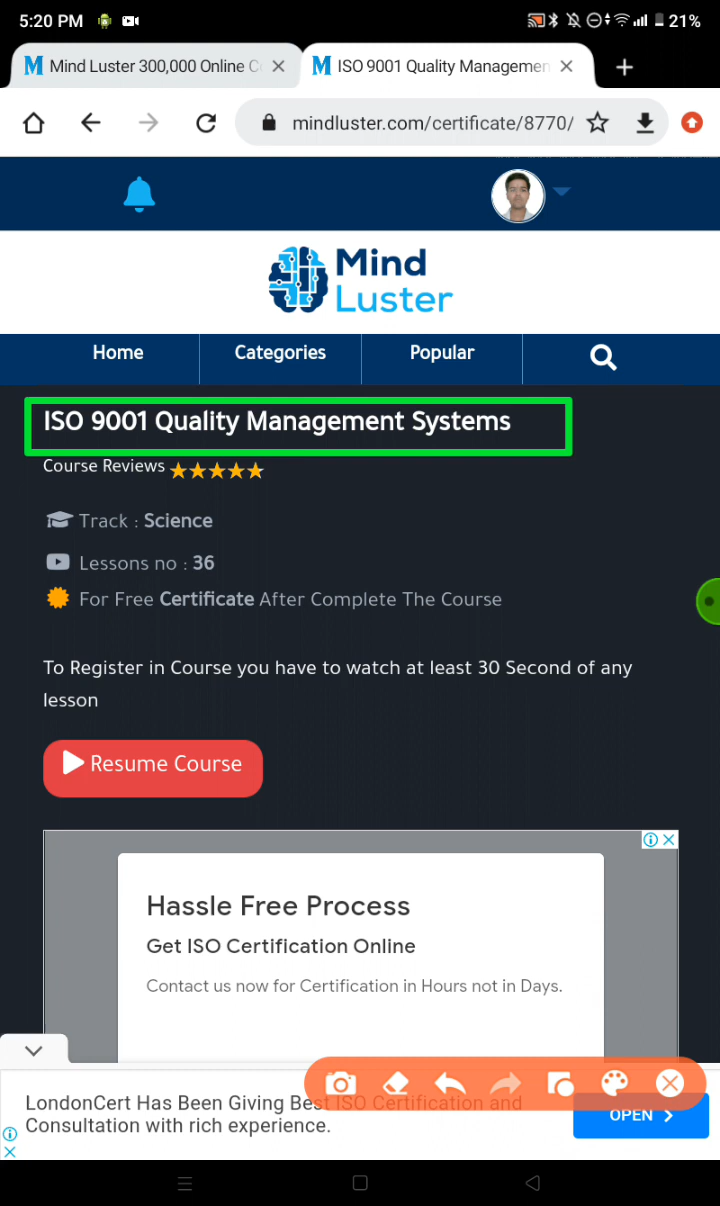 5:20 PM 21%
Mind Luster 300,000 Online C
ISO 9001 Quality Managemen
mindluster.com/certificate/8770/
Mind
Luster
Home Categories Popular
ISO 9001 Quality Management Systems
Course Reviews
Track : Science
Lessons no : 36
For Free Certificate After Complete The Course
To Register in Course you have to watch at least 30 Second of any
lesson
Resume Course
Hassle Free Process
Get ISO Certification Online
Contact us now for Certification in Hours not in Days.
LondonCert Has Been Giving Best ISO Certification and
Consultation with rich experience.
OPEN